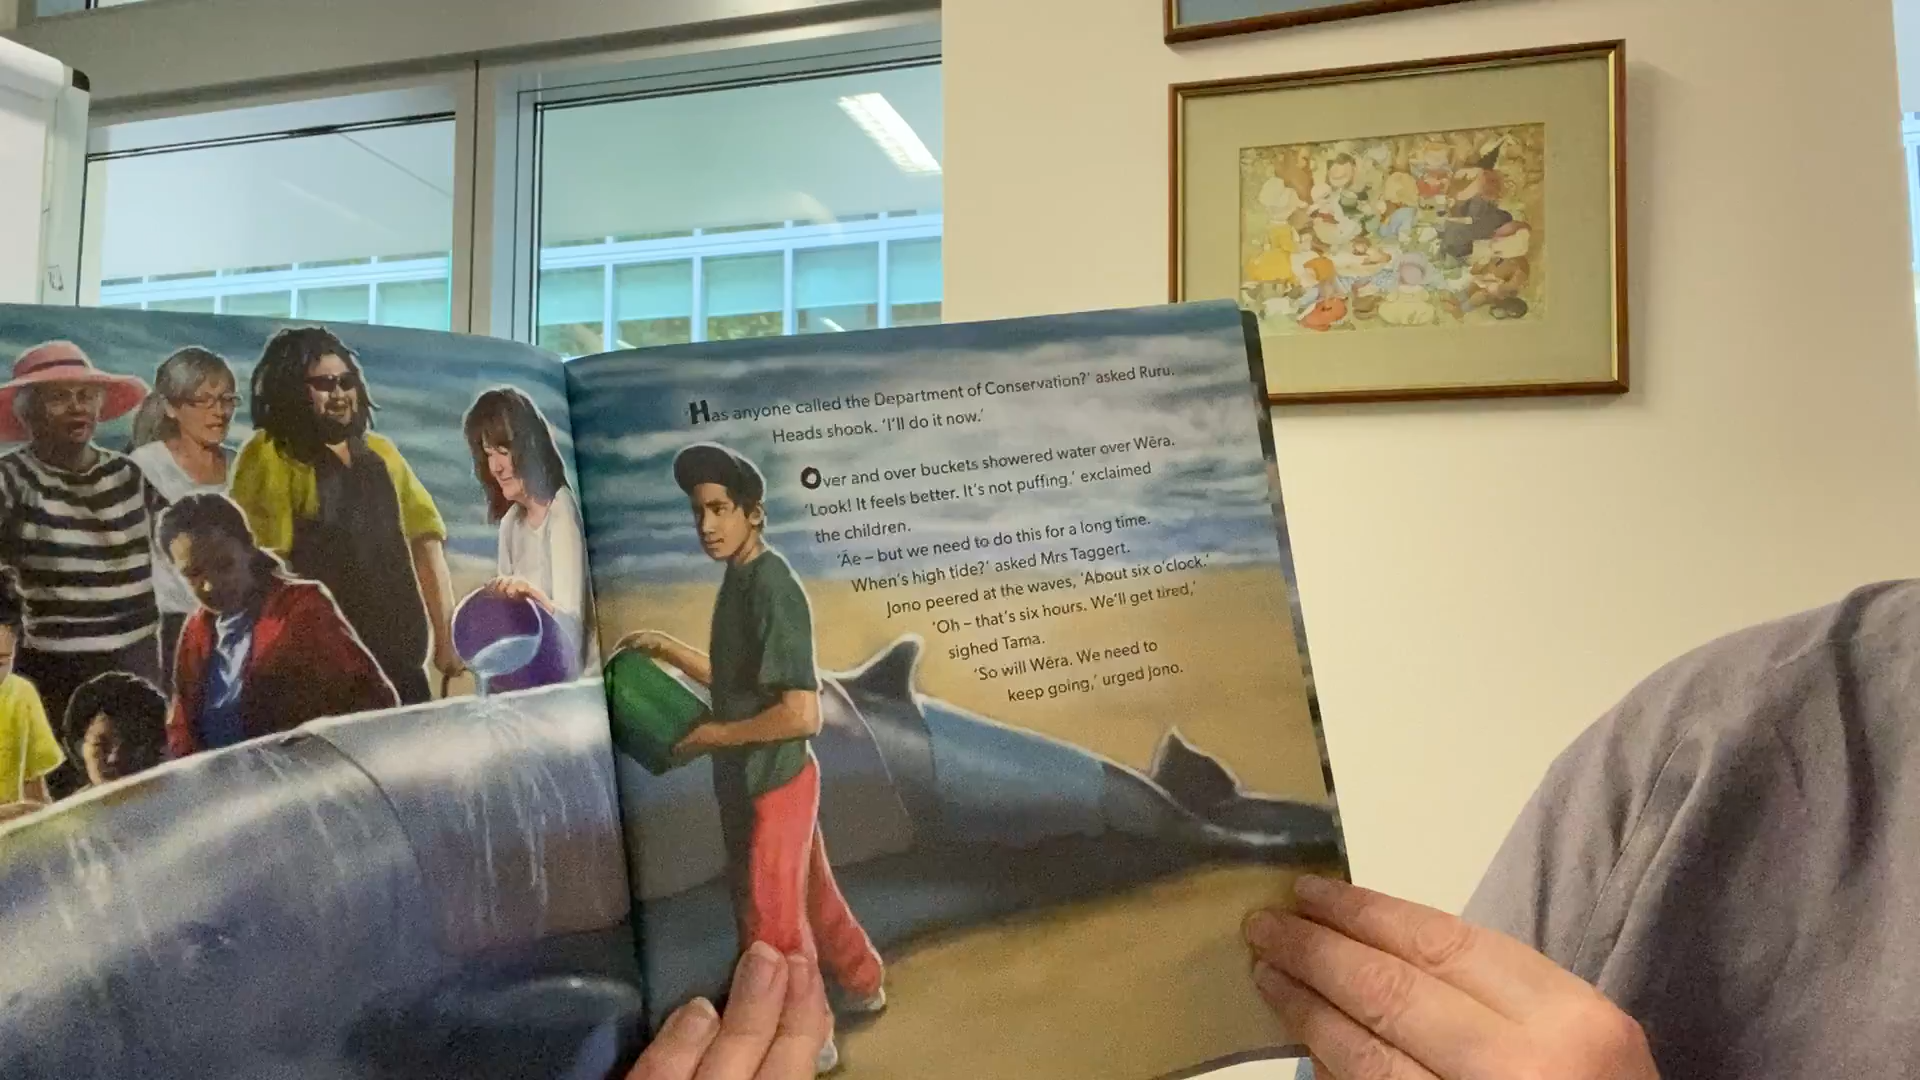 'Has anyone called the Department of Conservation?' asked Ruru.
Heads shook. 'I'll do it now.'
Over and over buckets showered water over Wēra.
'Look! It feels better. It's not puffing,' exclaimed
the children.
'Āe – but we need to do this for a long time.
When's high tide?' asked Mrs Taggert.
Jono peered at the waves, 'About six o'clock.'
'Oh – that's six hours. We'll get tired,'
sighed Tama.
'So will Wēra. We need to
keep going,' urged Jono.